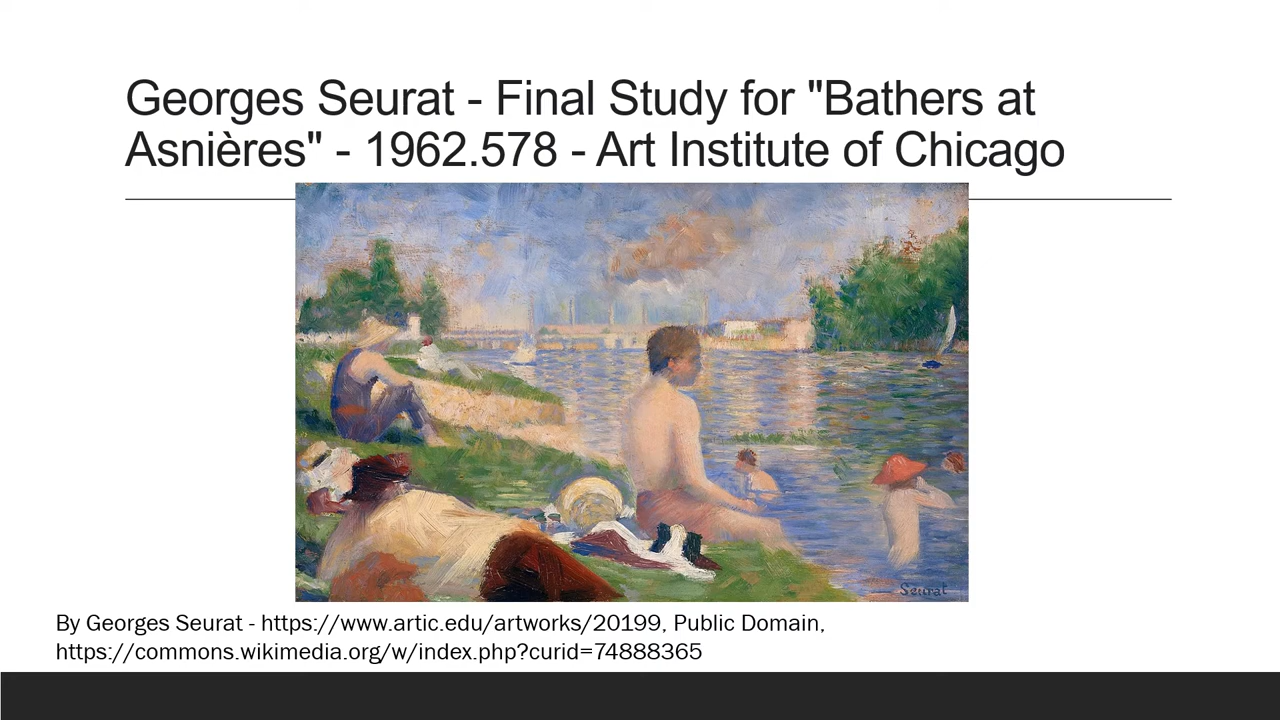 Georges Seurat - Final Study for "Bathers at
Asnières" - 1962.578 - Art Institute of Chicago
Seurat
By Georges Seurat - https://www.artic.edu/artworks/20199, Public Domain,
https://commons.wikimedia.org/w/index.php?curid=74888365